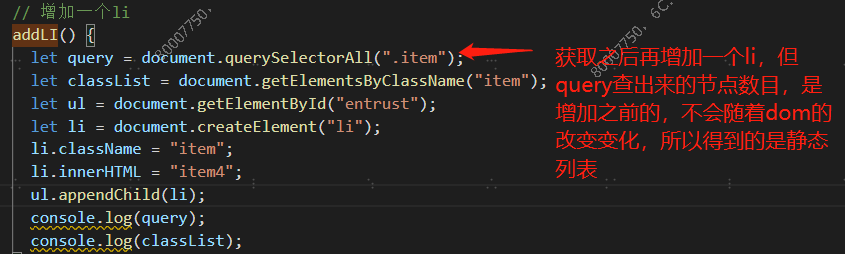 // 增加一个li
addLI() {
let query = document.querySelectorAll(".item");
let classList = document.getElementsByClassName("item");
let ul = document.getElementById("entrust");
let li = document.createElement("li");
li.className = "item";
li.innerHTML = "item4";
ul.appendChild(li);
console.log(query);
console.log(classList);
获取之后再增加一个li，但
query查出来的节点数目，是
增加之前的，不会随着dom的
改变变化，所以得到的是静态
列表
80007750,
80007750, 6C.